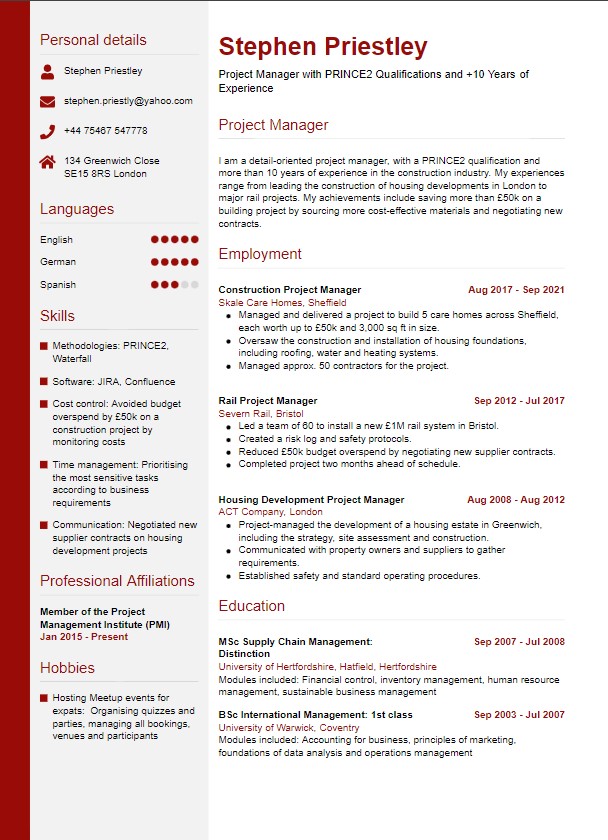 Personal details
Stephen Priestley
stephen.priestly@yahoo.com
+44 75467 547778
134 Greenwich Close
SE15 8RS London
Languages
English
German
Spanish
Skills
Methodologies: PRINCE2,
Waterfall
Software: JIRA, Confluence
Cost control: Avoided budget
overspend by £50k on a
construction project by
monitoring costs
Time management: Prioritising
the most sensitive tasks
according to business
requirements
Communication: Negotiated new
supplier contracts on housing
development projects
Professional Affiliations
Member of the Project
Management Institute (PMI)
Jan 2015 - Present
Hobbies
Hosting Meetup events for
expats:  Organising quizzes and
parties, managing all bookings,
venues and participants
Stephen Priestley
Project Manager with PRINCE2 Qualifications and +10 Years of
Experience
Project Manager
I am a detail-oriented project manager, with a PRINCE2 qualification and
more than 10 years of experience in the construction industry. My experiences
range from leading the construction of housing developments in London to
major rail projects. My achievements include saving more than £50k on a
building project by sourcing more cost-effective materials and negotiating new
contracts.
Employment
Construction Project Manager Aug 2017 - Sep 2021
Skale Care Homes, Sheffield
Managed and delivered a project to build 5 care homes across Sheffield,
each worth up to £50k and 3,000 sq ft in size.
Oversaw the construction and installation of housing foundations,
including roofing, water and heating systems.
Managed approx. 50 contractors for the project.
Rail Project Manager Sep 2012 - Jul 2017
Severn Rail, Bristol
Led a team of 60 to install a new £1M rail system in Bristol.
Created a risk log and safety protocols.
Reduced £50k budget overspend by negotiating new supplier contracts.
Completed project two months ahead of schedule.
Housing Development Project Manager Aug 2008 - Aug 2012
ACT Company, London
Project-managed the development of a housing estate in Greenwich,
including the strategy, site assessment and construction.
Communicated with property owners and suppliers to gather
requirements.
Established safety and standard operating procedures.
Education
MSc Supply Chain Management: Sep 2007 - Jul 2008
Distinction
University of Hertfordshire, Hatfield, Hertfordshire
Modules included: Financial control, inventory management, human resource
management, sustainable business management
BSc International Management: 1st class Sep 2003 - Jul 2007
University of Warwick, Coventry
Modules included: Accounting for business, principles of marketing,
foundations of data analysis and operations management